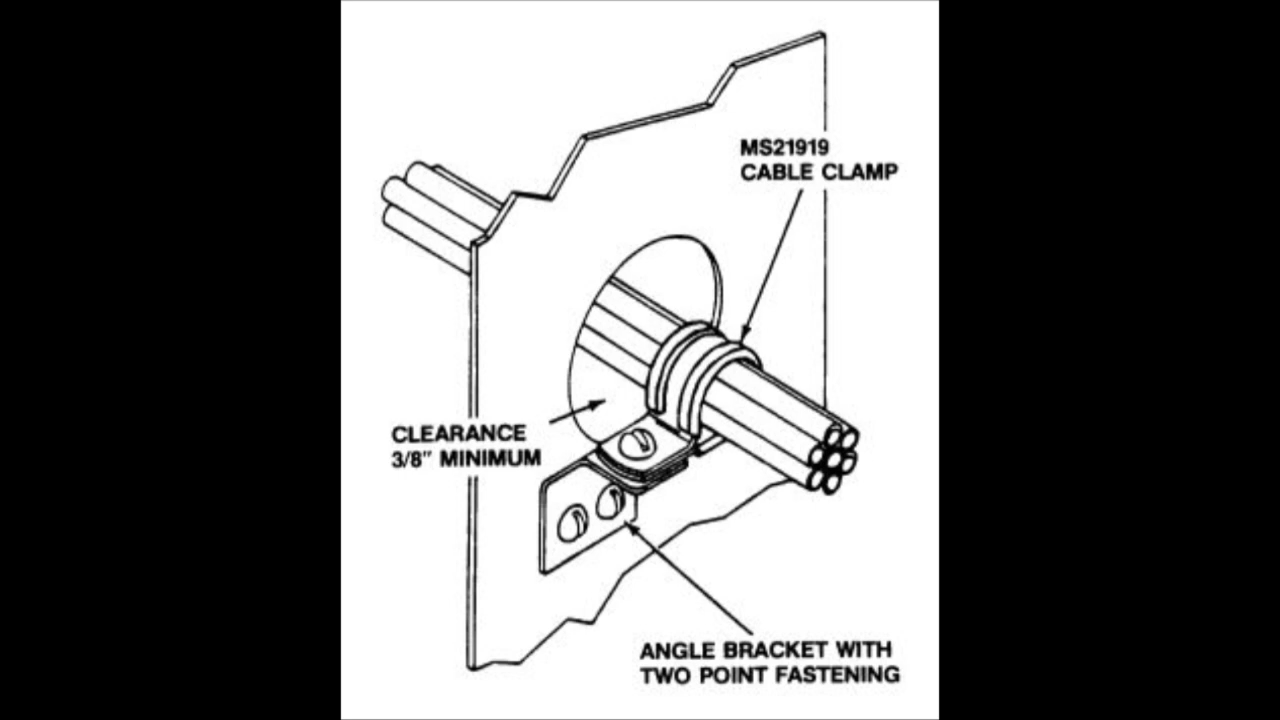 MS21919
CABLE CLAMP
CLEARANCE
3/8" MINIMUM
ANGLE BRACKET WITH
TWO POINT FASTENING